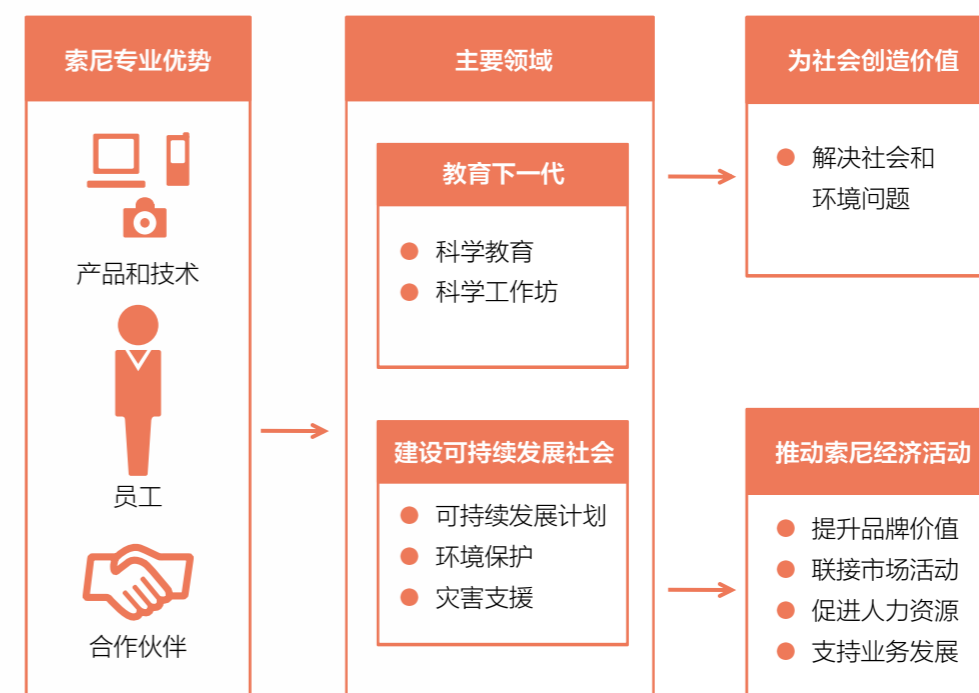 索尼专业优势
产品和技术
员工
合作伙伴
主要领域
教育下一代
科学教育
科学工作坊
建设可持续发展社会
可持续发展计划
环境保护
灾害支援
为社会创造价值
解决社会和
环境问题
推动索尼经济活动
提升品牌价值
联接市场活动
促进人力资源
支持业务发展